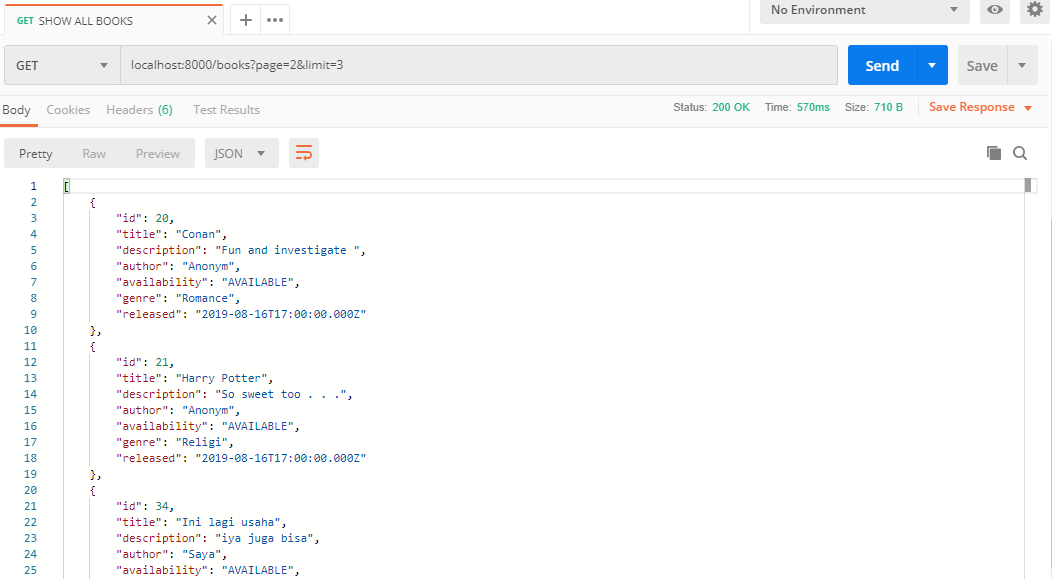 GET SHOW ALL BOOKS
No Environment
GET localhost:8000/books?page=2&limit=3 Send Save
Body Cookies Headers (6) Test Results Status: 200 OK Time: 570ms Size: 710 B Save Response
Pretty Raw Preview JSON
1 [
2 {
3 "id": 20,
4 "title": "Conan",
5 "description": "Fun and investigate ",
6 "author": "Anonym",
7 "availability": "AVAILABLE",
8 "genre": "Romance",
9 "released": "2019-08-16T17:00:00.000Z"
10 },
11 {
12 "id": 21,
13 "title": "Harry Potter",
14 "description": "So sweet too . . .",
15 "author": "Anonym",
16 "availability": "AVAILABLE",
17 "genre": "Religi",
18 "released": "2019-08-16T17:00:00.000Z"
19 },
20 {
21 "id": 34,
22 "title": "Ini lagi usaha",
23 "description": "iya juga bisa",
24 "author": "Saya",
25 "availability": "AVAILABLE",